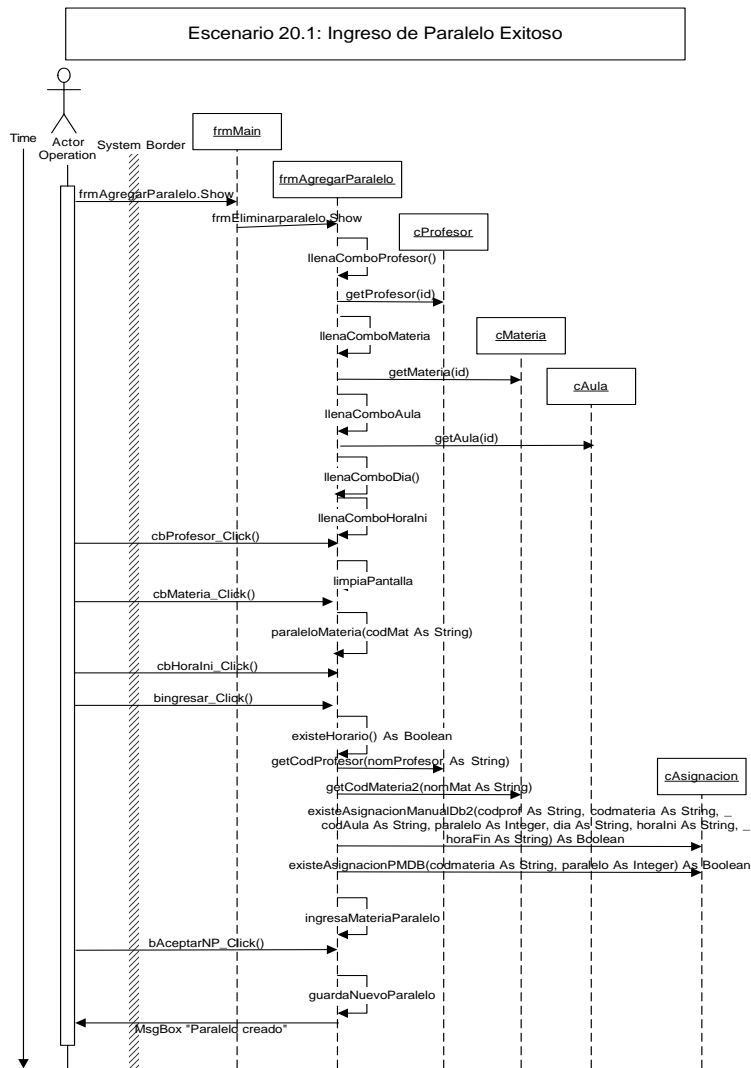 Escenario 20.1: Ingreso de Paralelo Exitoso
Time
Actor
Operation
System Border
frmMain
frmAgregarParalelo
frmAgregarParalelo.Show
frmEliminarparalelo.Show
cProfesor
llenaComboProfesor()
getProfesor(id)
llenaComboMateria
cMateria
getMateria(id)
cAula
llenaComboAula
getAula(id)
llenaComboDia()
llenaComboHoraIni
cbProfesor_Click()
limpiaPantalla
cbMateria_Click()
paraleloMateria(codMat As String)
cbHoraIni_Click()
bingresar_Click()
existeHorario() As Boolean
getCodProfesor(nomProfesor As String)
cAsignacion
getCodMateria2(nomMat As String)
existeAsignacionManualDb2(codprof As String, codmateria As String, _
codAula As String, paralelo As Integer, dia As String, horaIni As String, _
horaFin As String) As Boolean
existeAsignacionPMDB(codmateria As String, paralelo As Integer) As Boolean
ingresaMateriaParalelo
bAceptarNP_Click()
guardaNuevoParalelo
MsgBox "Paralelo creado"